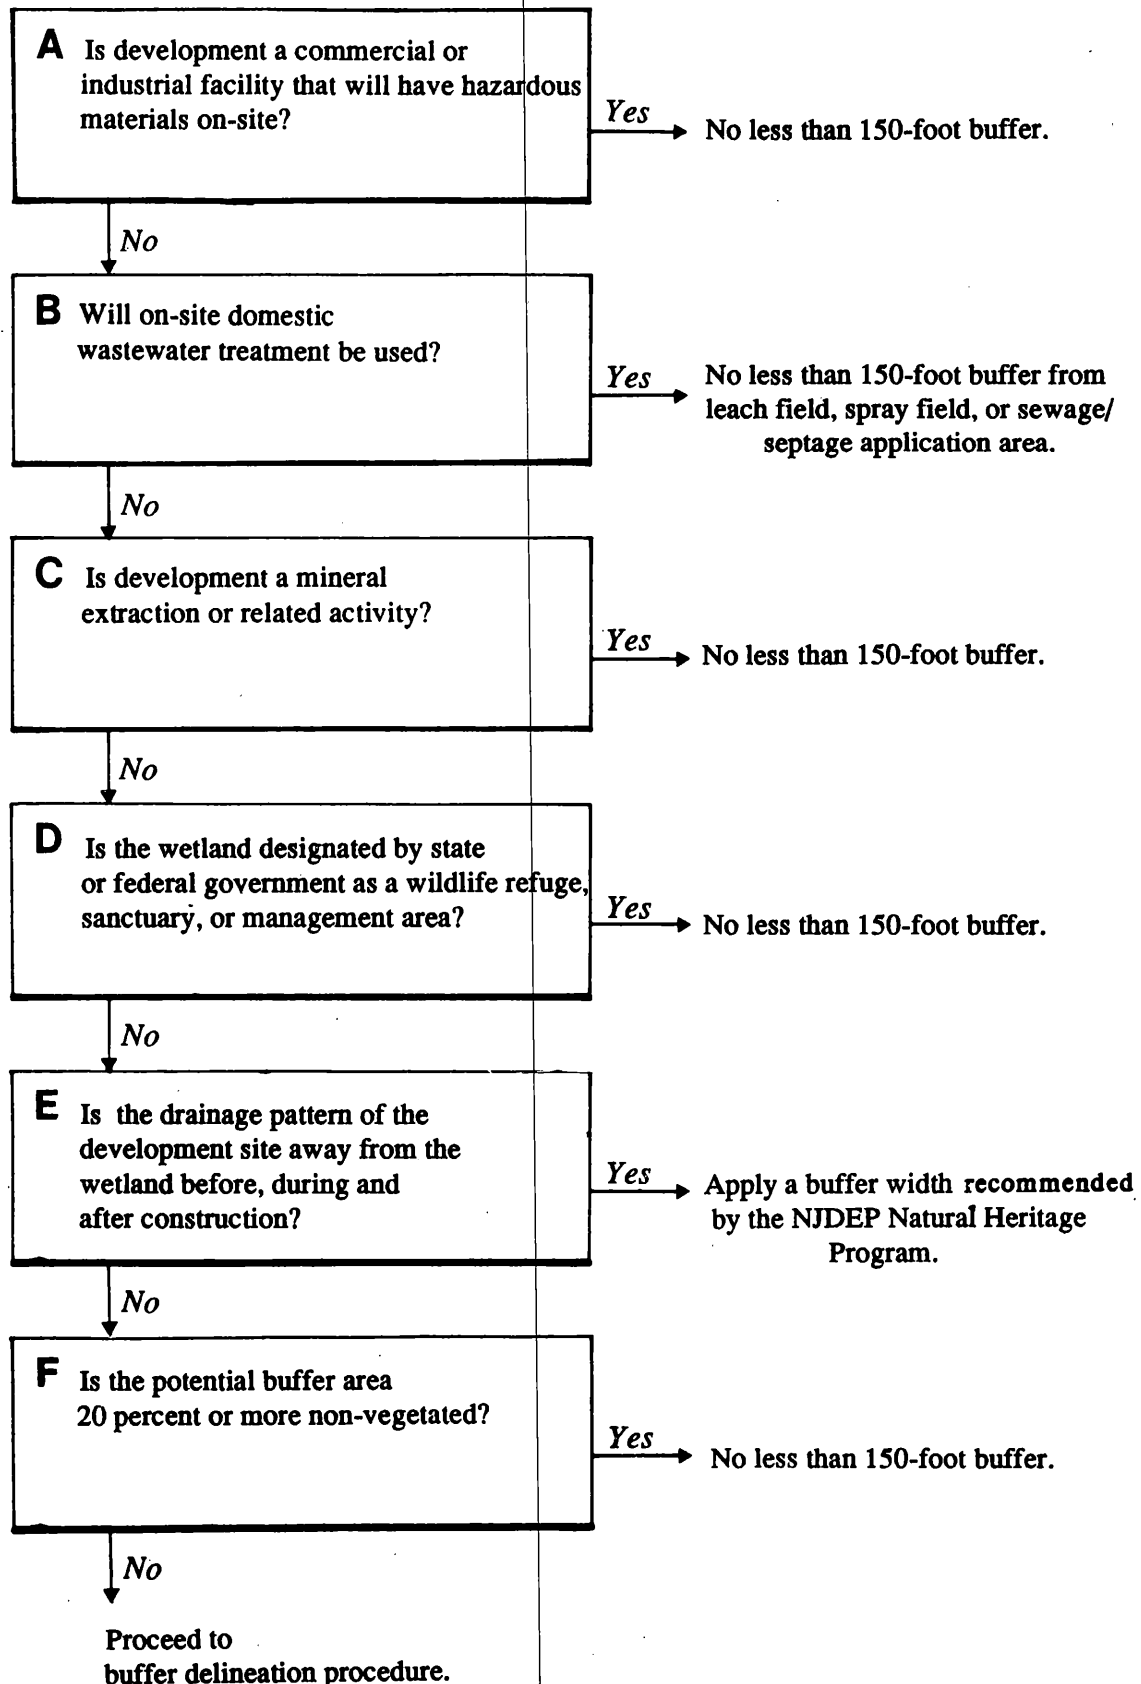 A Is development a commercial or
industrial facility that will have hazardous
materials on-site?
Yes
No less than 150-foot buffer.
No
B Will on-site domestic
wastewater treatment be used?
Yes
No less than 150-foot buffer from
leach field, spray field, or sewage/
septage application area.
No
C Is development a mineral
extraction or related activity?
Yes
No less than 150-foot buffer.
No
D Is the wetland designated by state
or federal government as a wildlife refuge,
sanctuary, or management area?
Yes
No less than 150-foot buffer.
No
E Is the drainage pattern of the
development site away from the
wetland before, during and
after construction?
Yes
Apply a buffer width recommended
by the NJDEP Natural Heritage
Program.
No
F Is the potential buffer area
20 percent or more non-vegetated?
Yes
No less than 150-foot buffer.
No
Proceed to
buffer delineation procedure.